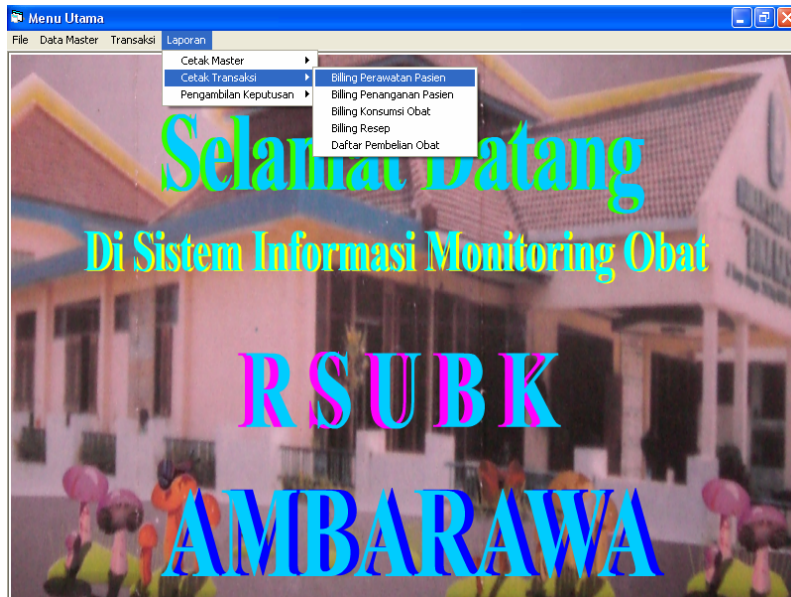 Menu Utama
File Data Master Transaksi Laporan
Cetak Master
Cetak Transaksi
Pengambilan Keputusan
Billing Perawatan Pasien
Billing Penanganan Pasien
Billing Konsumsi Obat
Billing Resep
Daftar Pembelian Obat
Selamat Datang
Di Sistem Informasi Monitoring Obat
R S U B K
AMBARAWA